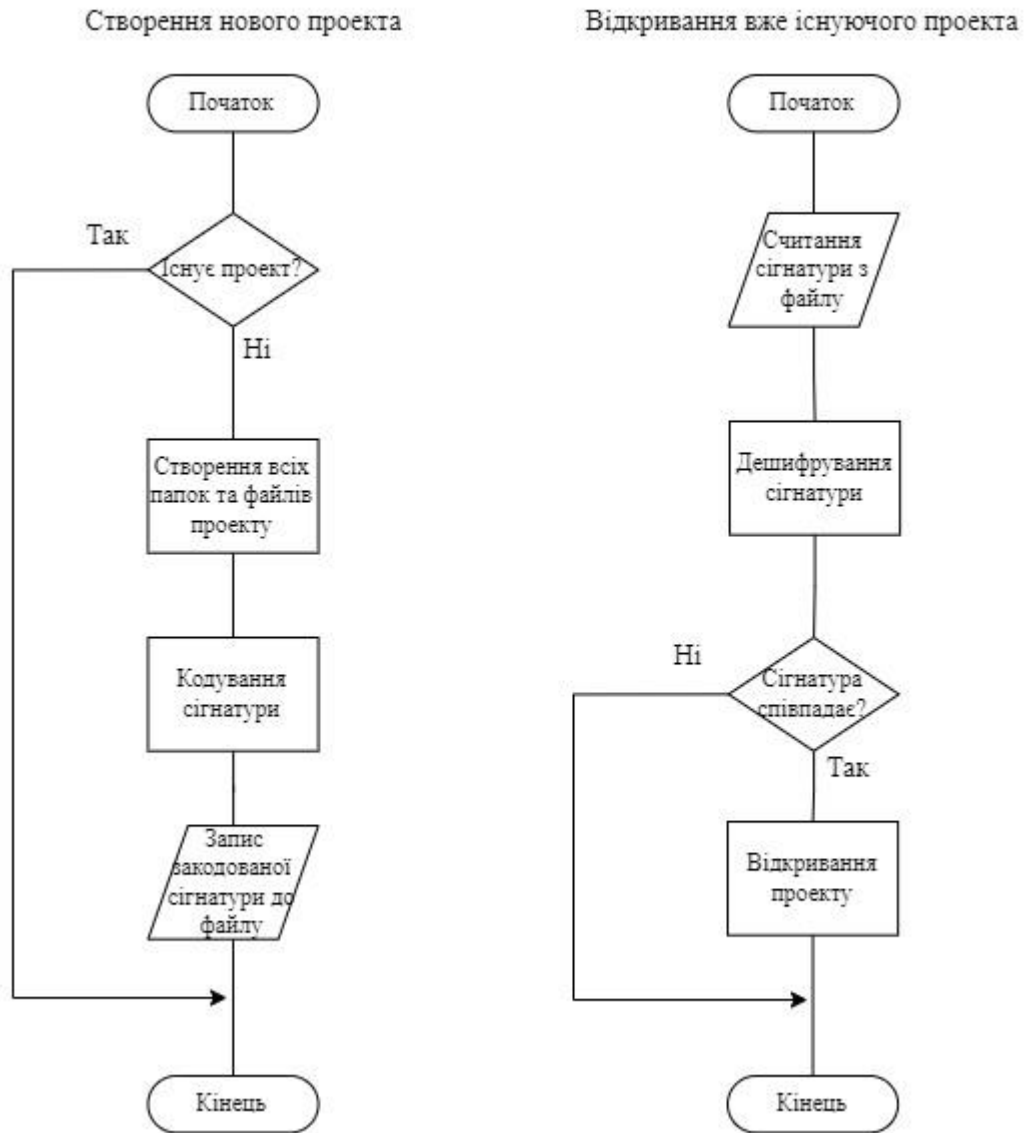 Створення нового проекта
Початок
Так
Існує проект?
Ні
Створення всіх
папок та файлів
проекту
Кодування
сігнатури
Запис
закодованої
сігнатури до
файлу
Кінець
Відкривання вже існуючого проекта
Початок
Считання
сігнатури з
файлу
Дешифрування
сігнатури
Ні
Сігнатура
співпадає?
Так
Відкривання
проекту
Кінець